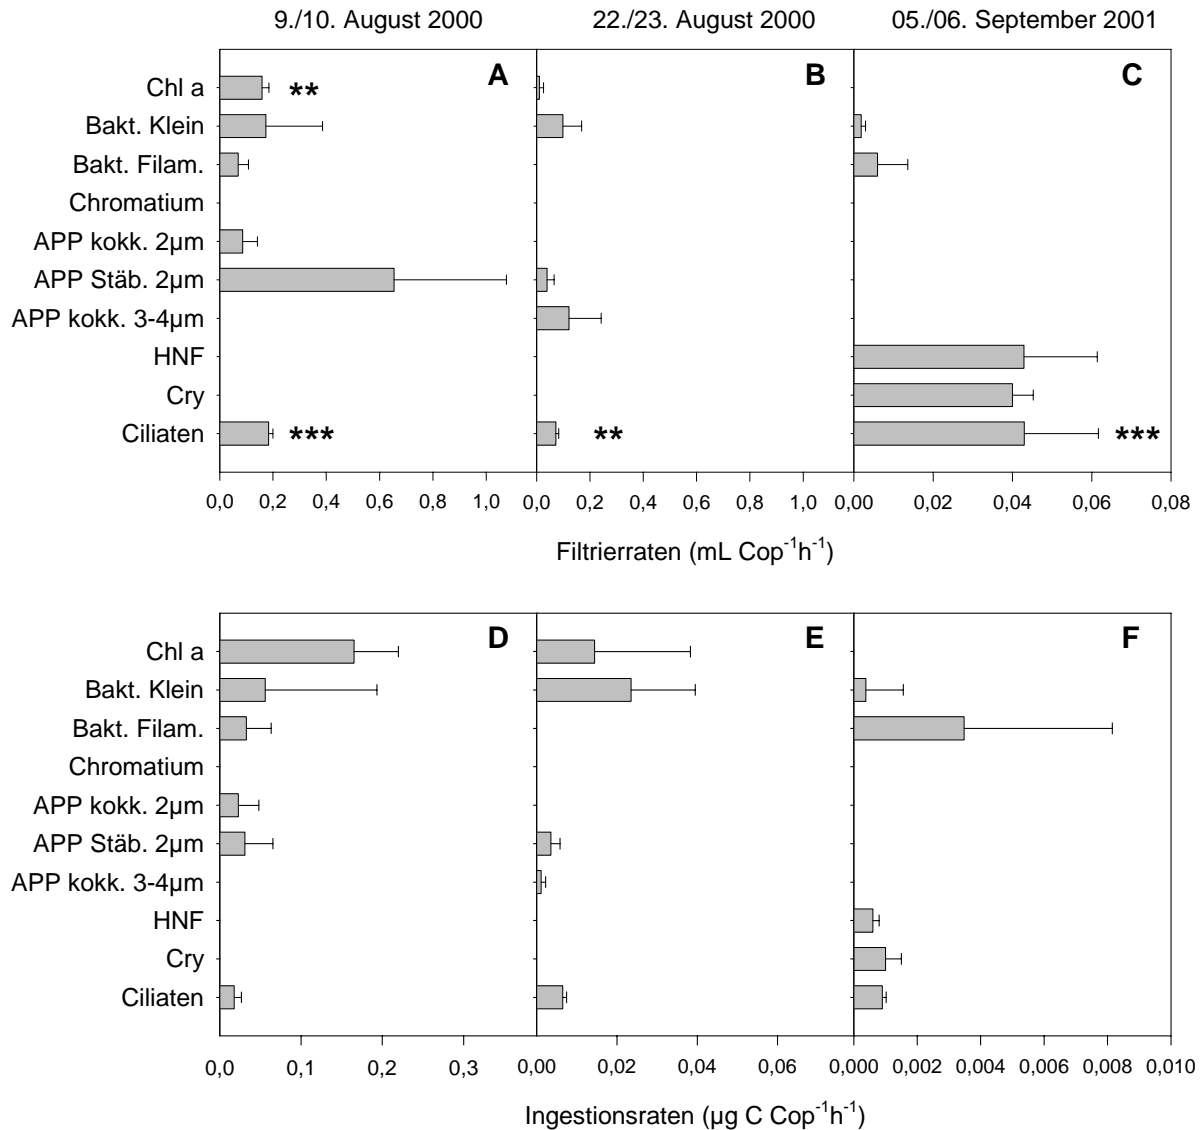 9./10. August 2000 22./23. August 2000 05./06. September 2001
A B C
Chl a **
Bakt. Klein
Bakt. Filam.
Chromatium
APP kokk. 2µm
APP Stäb. 2µm
APP kokk. 3-4µm
HNF
Cry
Ciliaten *** ** ***
0,0 0,2 0,4 0,6 0,8 1,0 0,0 0,2 0,4 0,6 0,8 1,0 0,00 0,02 0,04 0,06 0,08
Filtrierraten (mL Cop⁻¹h⁻¹)
D E F
Chl a
Bakt. Klein
Bakt. Filam.
Chromatium
APP kokk. 2µm
APP Stäb. 2µm
APP kokk. 3-4µm
HNF
Cry
Ciliaten
0,0 0,1 0,2 0,3 0,00 0,02 0,04 0,06 0,000 0,002 0,004 0,006 0,008 0,010
Ingestionsraten (µg C Cop⁻¹h⁻¹)